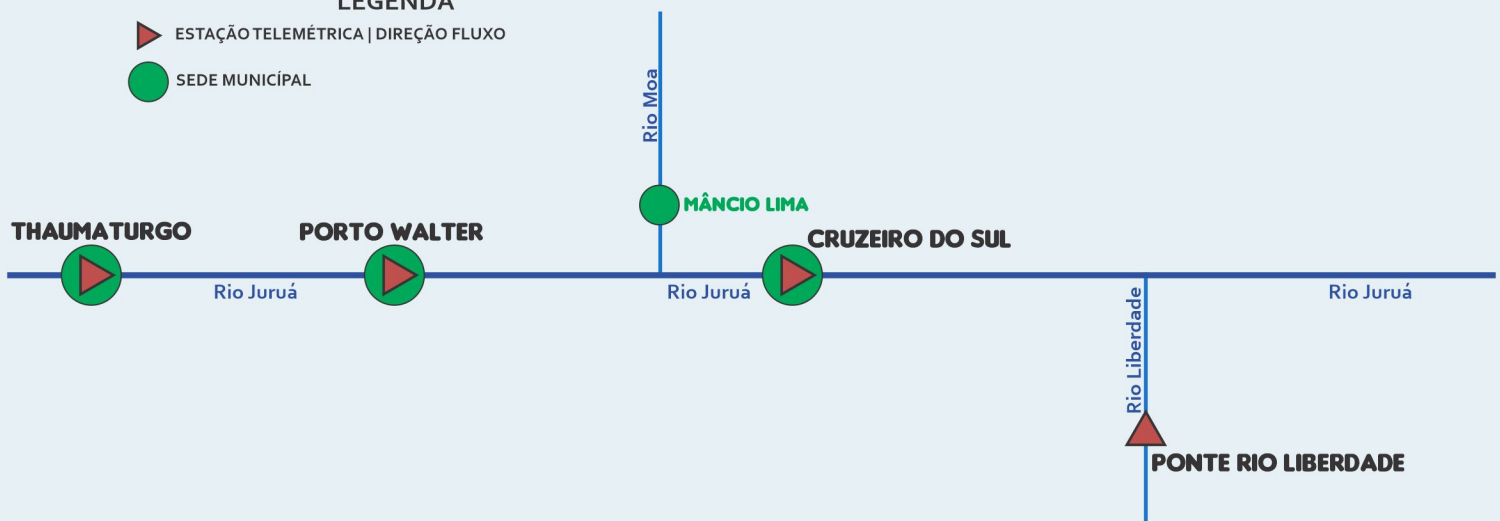 LEGENDA
ESTAÇÃO TELEMÉTRICA | DIREÇÃO FLUXO
SEDE MUNICÍPAL
Rio Moa
MÂNCIO LIMA
THAUMATURGO
PORTO WALTER
CRUZEIRO DO SUL
Rio Juruá
Rio Juruá
Rio Juruá
Rio Liberdade
PONTE RIO LIBERDADE